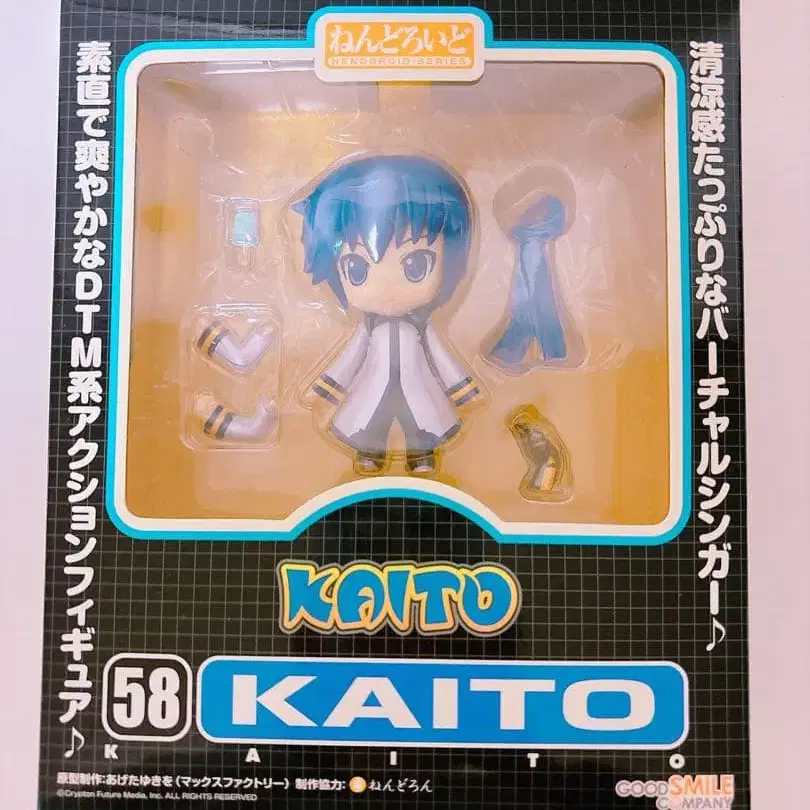 ねんどろいど
NENDOROID・SERIES
清涼感たっぷりなバーチャルシンガー♪
素直で爽やかなDTM系アクションフィギュア♪
KAITO
58
KAITO
KAITO
原型制作:あげたゆきを(マックスファクトリー) 制作協力: ねんどろん
©Crypton Future Media, Inc. ALL RIGHTS RESERVED
GOOD SMILE
COMPANY